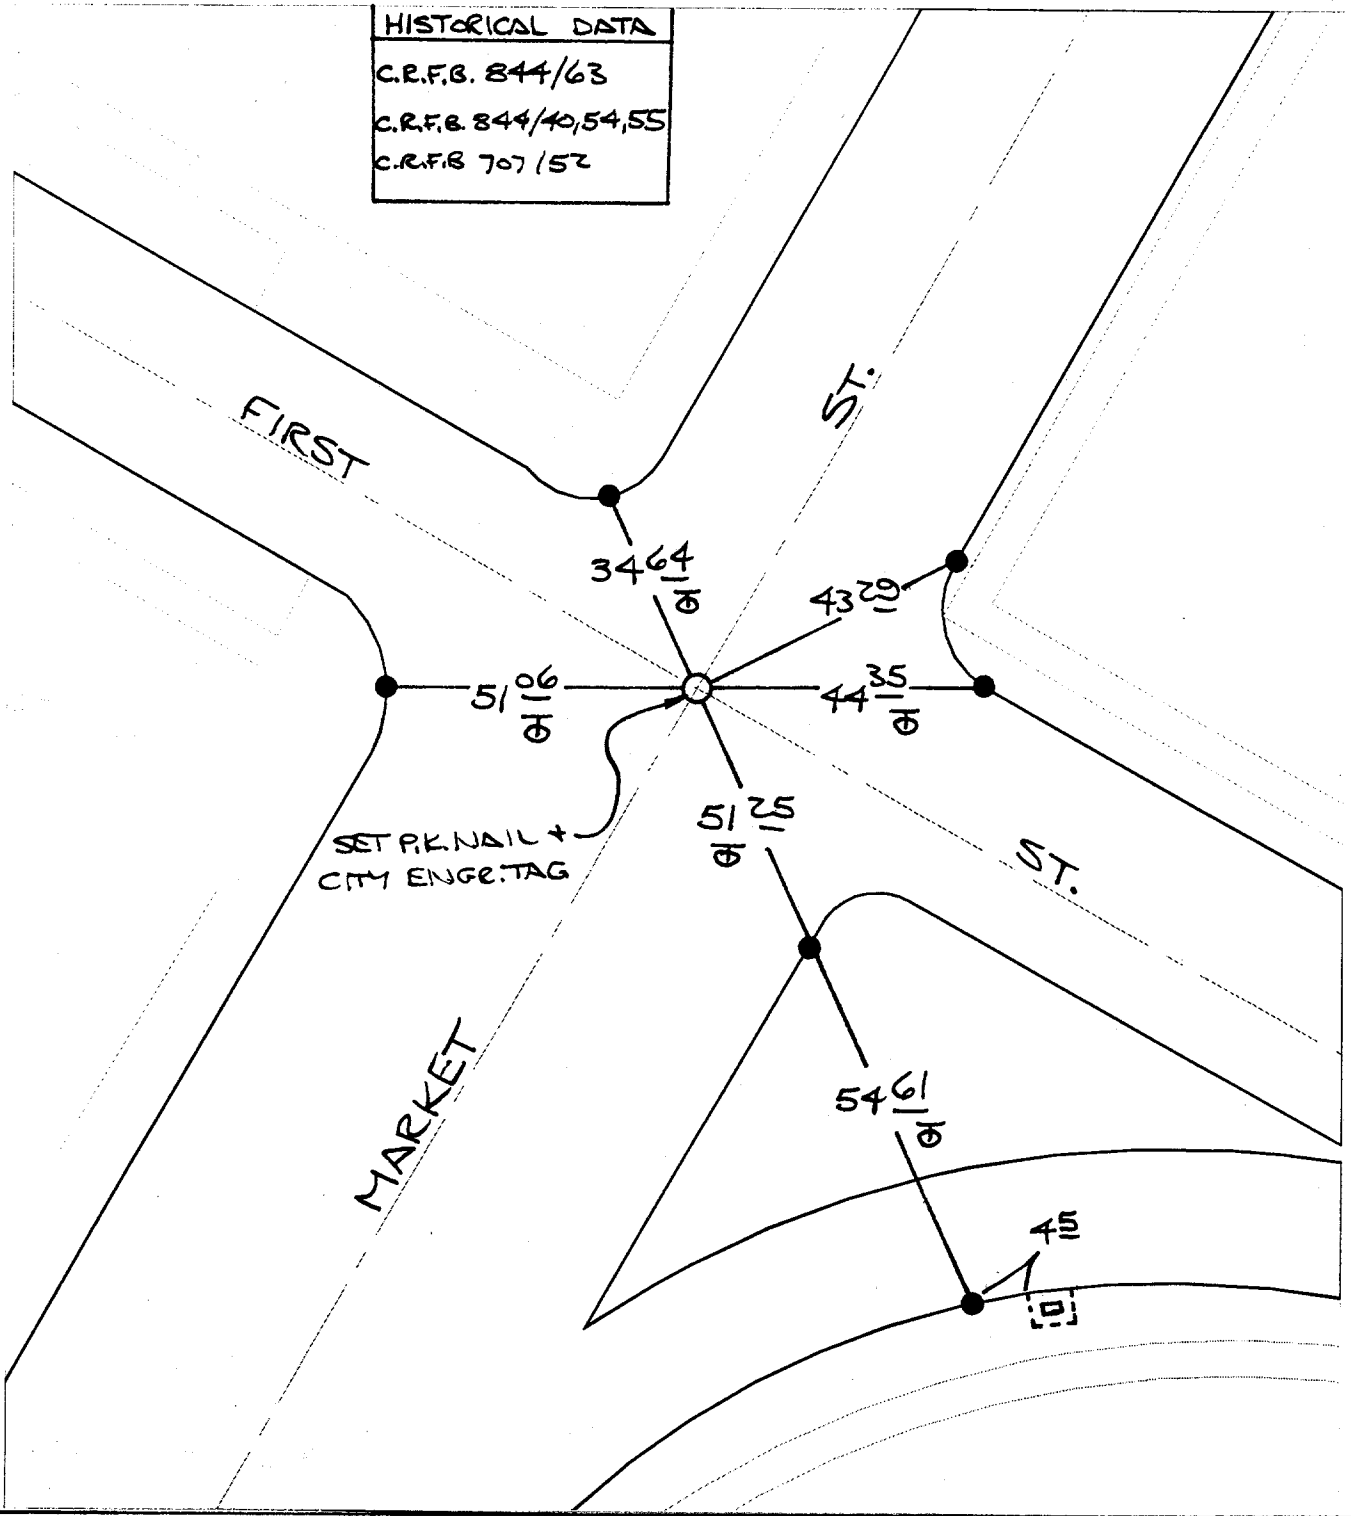 HISTORICAL DATA
C.R.F.B. 844/63
C.R.F.B. 844/40,54,55
C.R.F.B 707/52
FIRST
ST.
34 64
43 29
51 06
44 35
51 25
SET P.K. NAIL +
CITY ENGR. TAG
ST.
MARKET
54 61
45